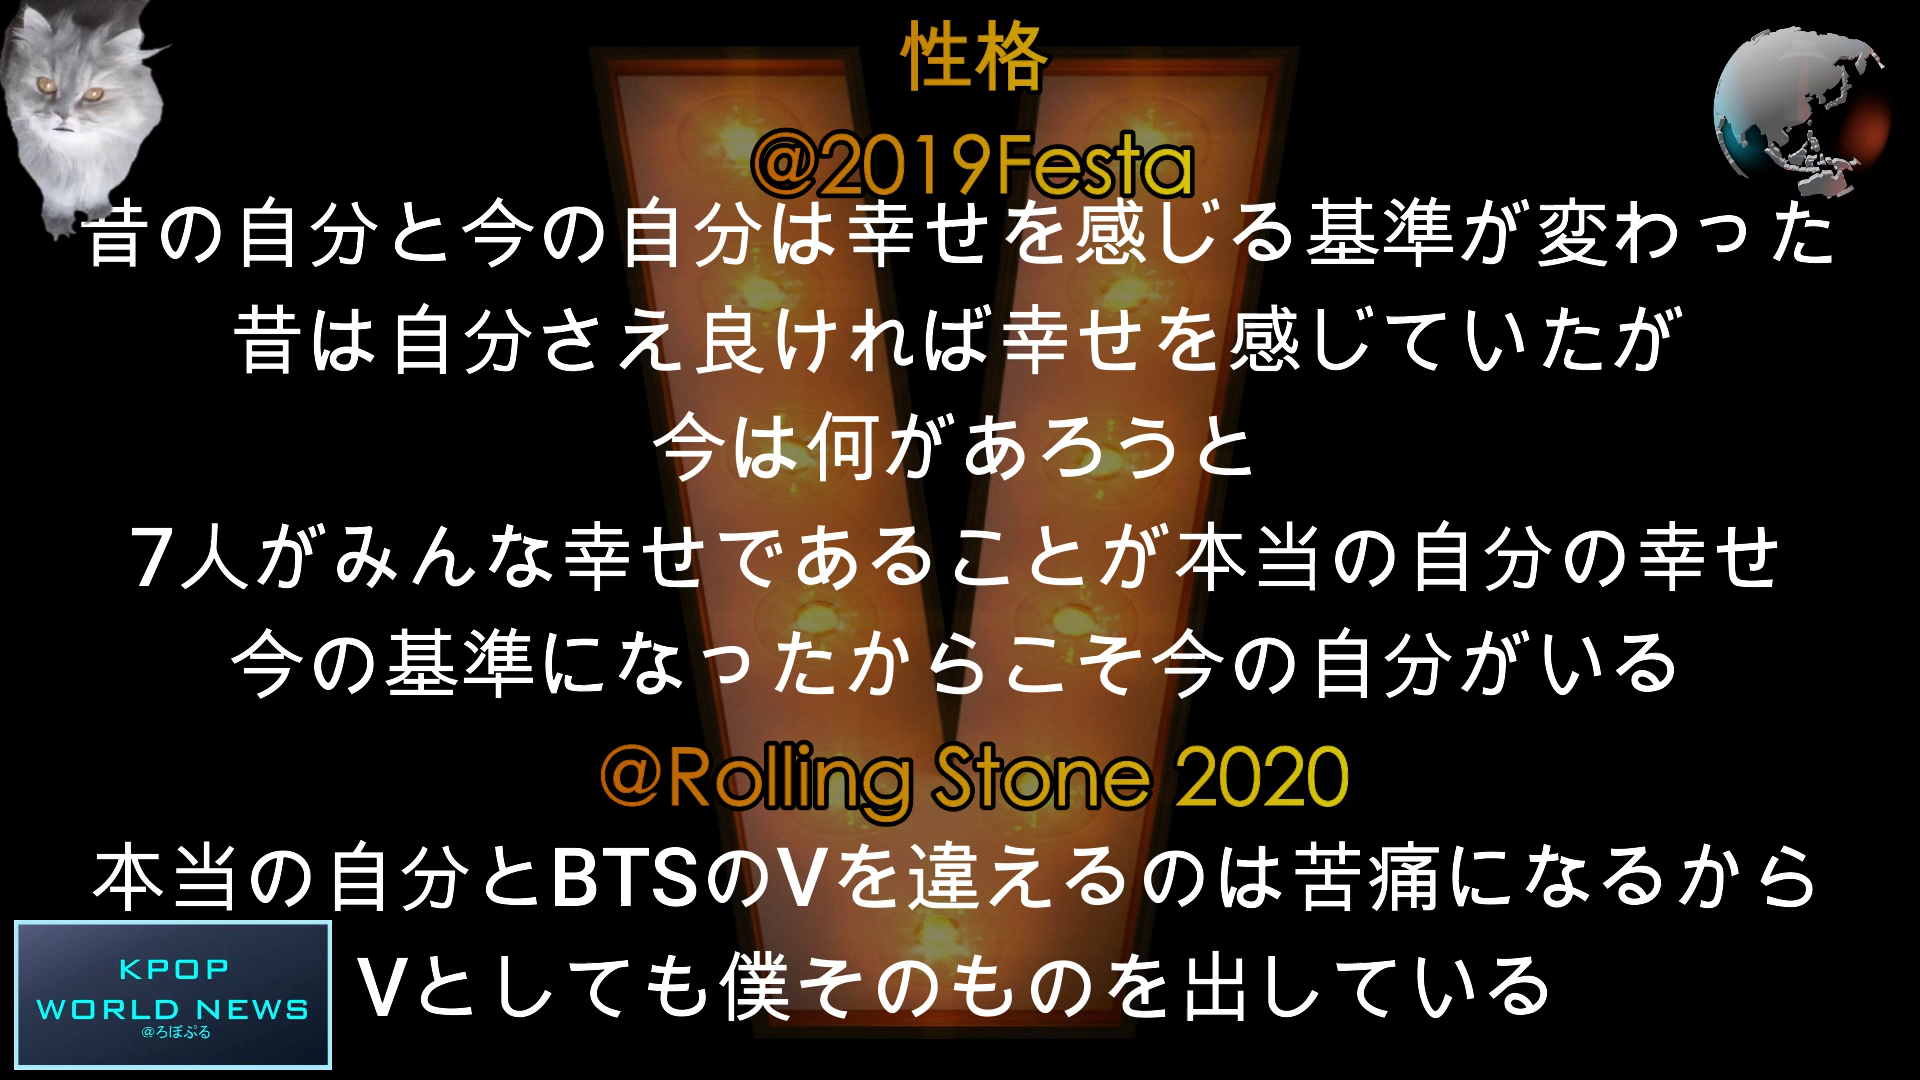 性格
@2019Festa
昔の自分と今の自分は幸せを感じる基準が変わった
昔は自分さえ良ければ幸せを感じていたが
今は何があろうと
7人がみんな幸せであることが本当の自分の幸せ
今の基準になったからこそ今の自分がいる
@Rolling Stone 2020
本当の自分とBTSのVを違えるのは苦痛になるから
Vとしても僕そのものを出している
KPOP
WORLD NEWS
@ろぼぷる